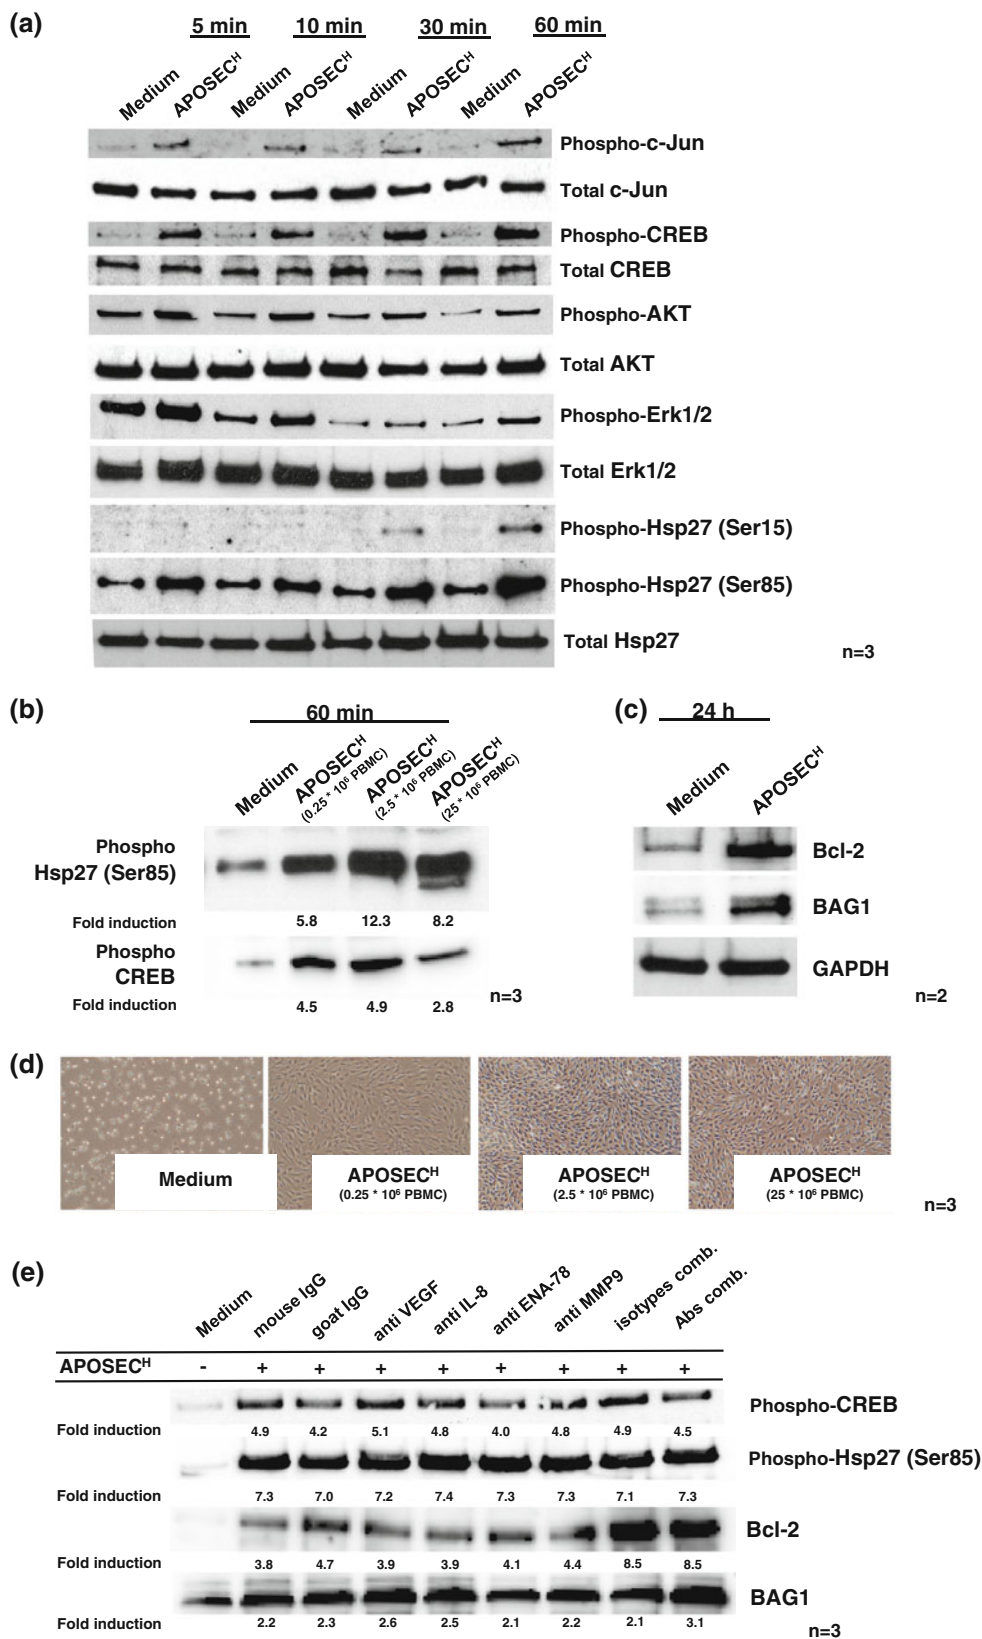 (a)
5 min 10 min 30 min 60 min
Medium APOSECᴴ Medium APOSECᴴ Medium APOSECᴴ Medium APOSECᴴ
Phospho-c-Jun
Total c-Jun
Phospho-CREB
Total CREB
Phospho-AKT
Total AKT
Phospho-Erk1/2
Total Erk1/2
Phospho-Hsp27 (Ser15)
Phospho-Hsp27 (Ser85)
Total Hsp27
n=3
(b)
60 min
Medium APOSECᴴ (0.25 * 10⁶ PBMC) APOSECᴴ (2.5 * 10⁶ PBMC) APOSECᴴ (25 * 10⁶ PBMC)
Phospho
Hsp27 (Ser85)
Fold induction 5.8 12.3 8.2
Phospho
CREB
Fold induction 4.5 4.9 2.8
n=3
(c)
24 h
Medium APOSECᴴ
Bcl-2
BAG1
GAPDH
n=2
(d)
Medium
APOSECᴴ
(0.25 * 10⁶ PBMC)
APOSECᴴ
(2.5 * 10⁶ PBMC)
APOSECᴴ
(25 * 10⁶ PBMC)
n=3
(e)
Medium mouse IgG goat IgG anti VEGF anti IL-8 anti ENA-78 anti MMP9 isotypes comb. Abs comb.
APOSECᴴ - + + + + + + + +
Phospho-CREB
Fold induction 4.9 4.2 5.1 4.8 4.0 4.8 4.9 4.5
Phospho-Hsp27 (Ser85)
Fold induction 7.3 7.0 7.2 7.4 7.3 7.3 7.1 7.3
Bcl-2
Fold induction 3.8 4.7 3.9 3.9 4.1 4.4 8.5 8.5
BAG1
Fold induction 2.2 2.3 2.6 2.5 2.1 2.2 2.1 3.1
n=3